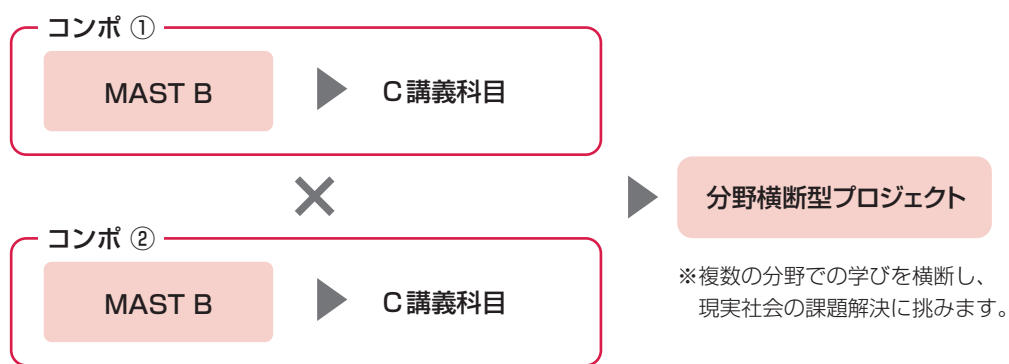 コンポ ①
MAST B
C講義科目
コンポ ②
MAST B
C講義科目
分野横断型プロジェクト
※複数の分野での学びを横断し、
現実社会の課題解決に挑みます。